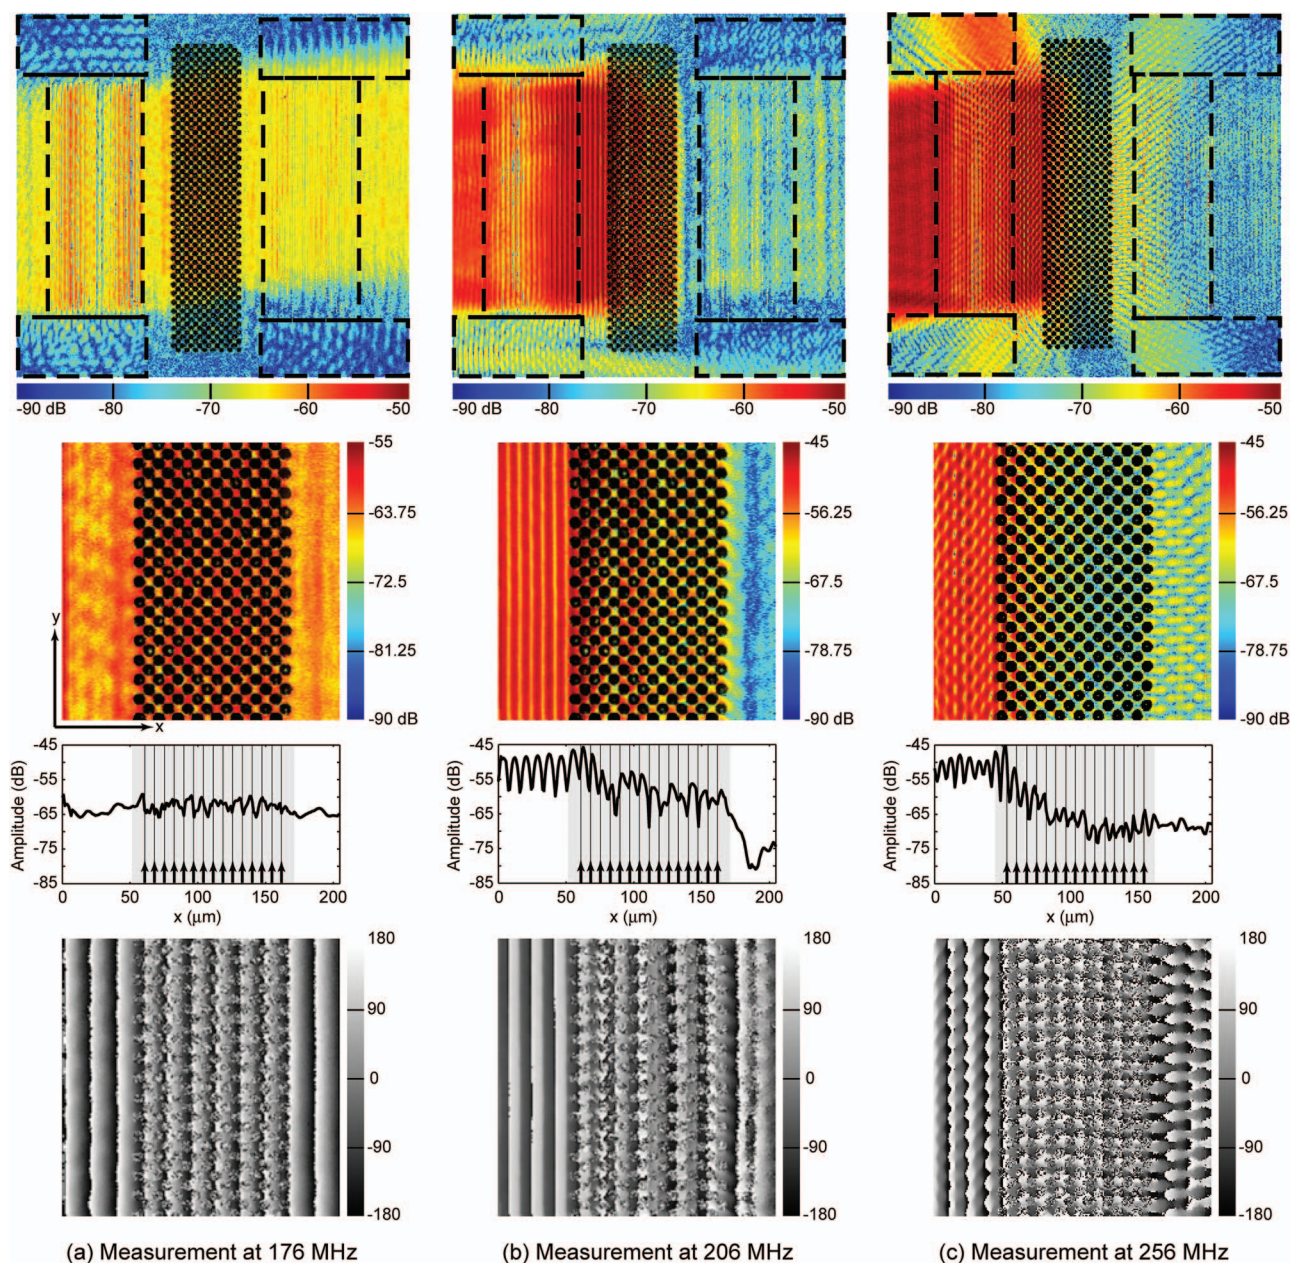 -90 dB -80 -70 -60 -50
-90 dB -80 -70 -60 -50
-90 dB -80 -70 -60 -50
y
x
-55
-63.75
-72.5
-81.25
-90 dB
-45
-56.25
-67.5
-78.75
-90 dB
-45
-56.25
-67.5
-78.75
-90 dB
Amplitude (dB)
-45
-55
-65
-75
-85
0 50 100 150 200
x (μm)
Amplitude (dB)
-45
-55
-65
-75
-85
0 50 100 150 200
x (μm)
Amplitude (dB)
-45
-55
-65
-75
-85
0 50 100 150 200
x (μm)
180
90
0
-90
-180
180
90
0
-90
-180
180
90
0
-90
-180
(a) Measurement at 176 MHz
(b) Measurement at 206 MHz
(c) Measurement at 256 MHz